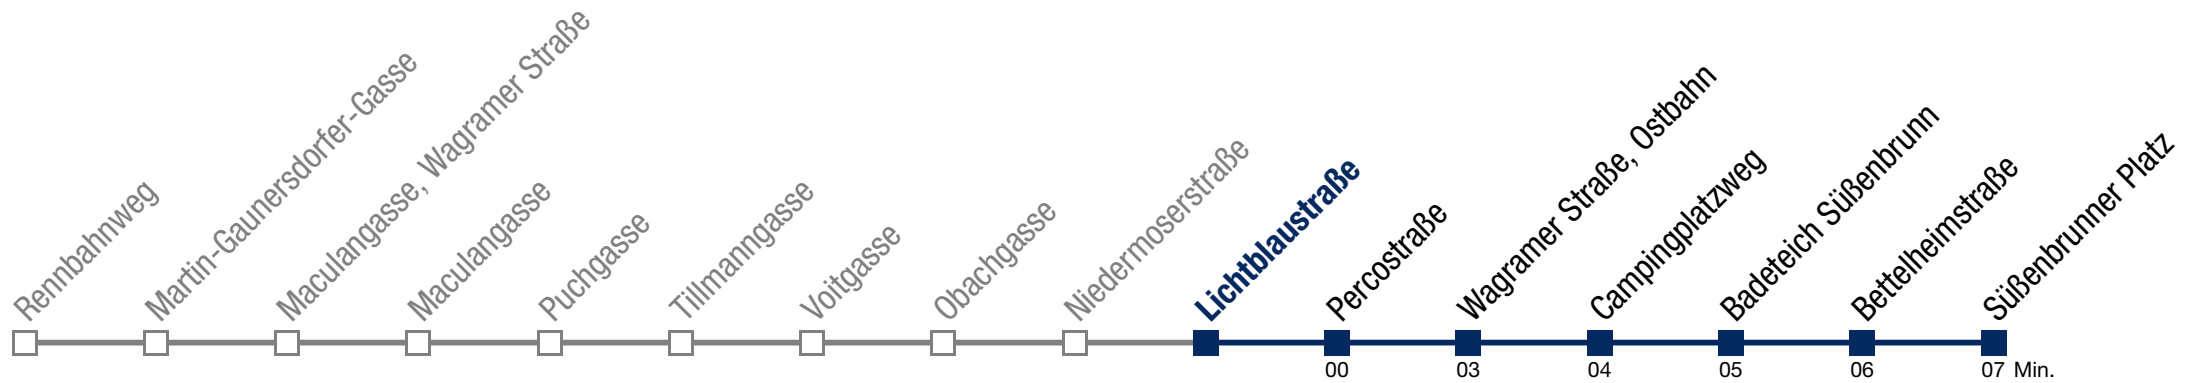 Rennbahnweg
Martin-Gaunersdorfer-Gasse
Maculangasse, Wagramer Straße
Maculangasse
Puchgasse
Tillmanngasse
Voitgasse
Obachgasse
Niedermoserstraße
Lichtblaustraße
Percostraße
Wagramer Straße, Ostbahn
Campingplatzweg
Badeteich Süßenbrunn
Bettelheimstraße
Süßenbrunner Platz
00 03 04 05 06 07 Min.